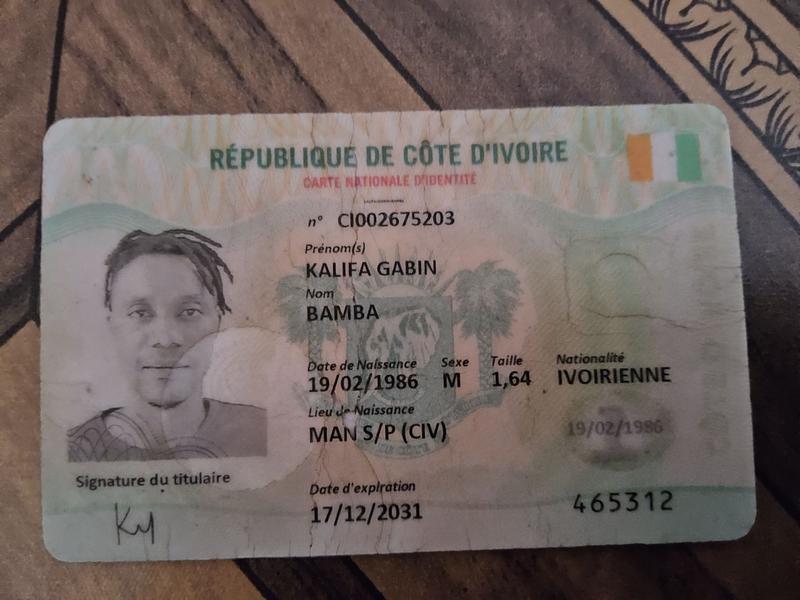 RÉPUBLIQUE DE CÔTE D'IVOIRE
CARTE NATIONALE D'IDENTITÉ
n° CI002675203
Prénom(s)
KALIFA GABIN
Nom
BAMBA
Date de Naissance Sexe Taille Nationalité
19/02/1986 M 1,64 IVOIRIENNE
Lieu de Naissance
MAN S/P (CIV)
19/02/1986
Signature du titulaire
Date d'expiration
17/12/2031
465312